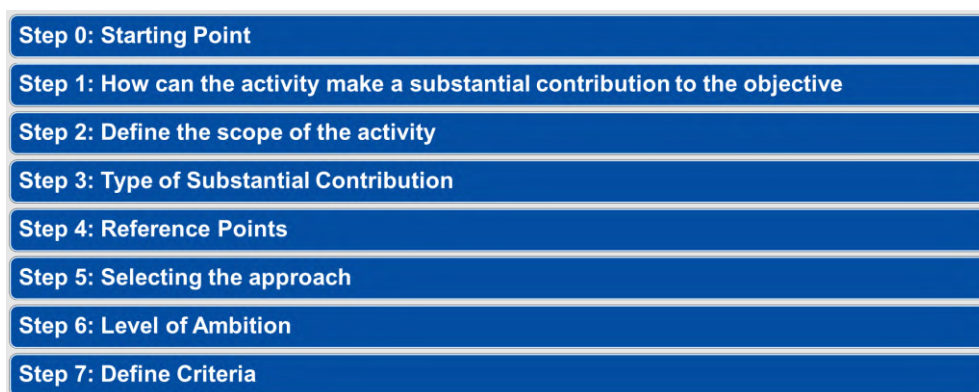 Step 0: Starting Point
Step 1: How can the activity make a substantial contribution to the objective
Step 2: Define the scope of the activity
Step 3: Type of Substantial Contribution
Step 4: Reference Points
Step 5: Selecting the approach
Step 6: Level of Ambition
Step 7: Define Criteria